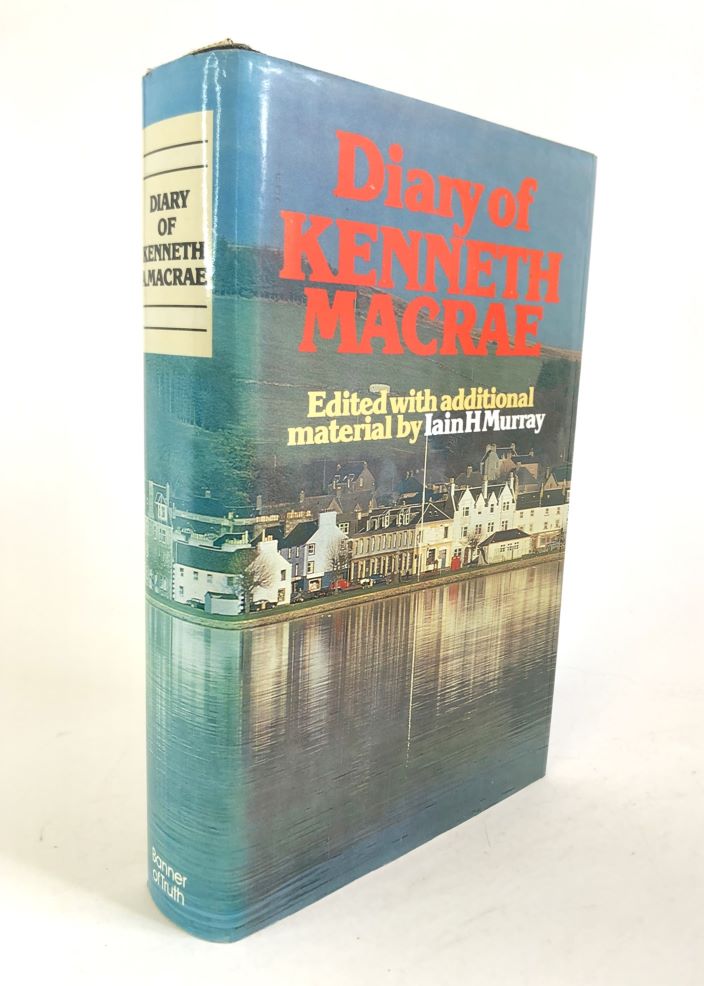 DIARY
OF
KENNETH
A.MACRAE
Banner
of Truth
Diary of
KENNETH
MACRAE
Edited with additional
material by Iain H Murray